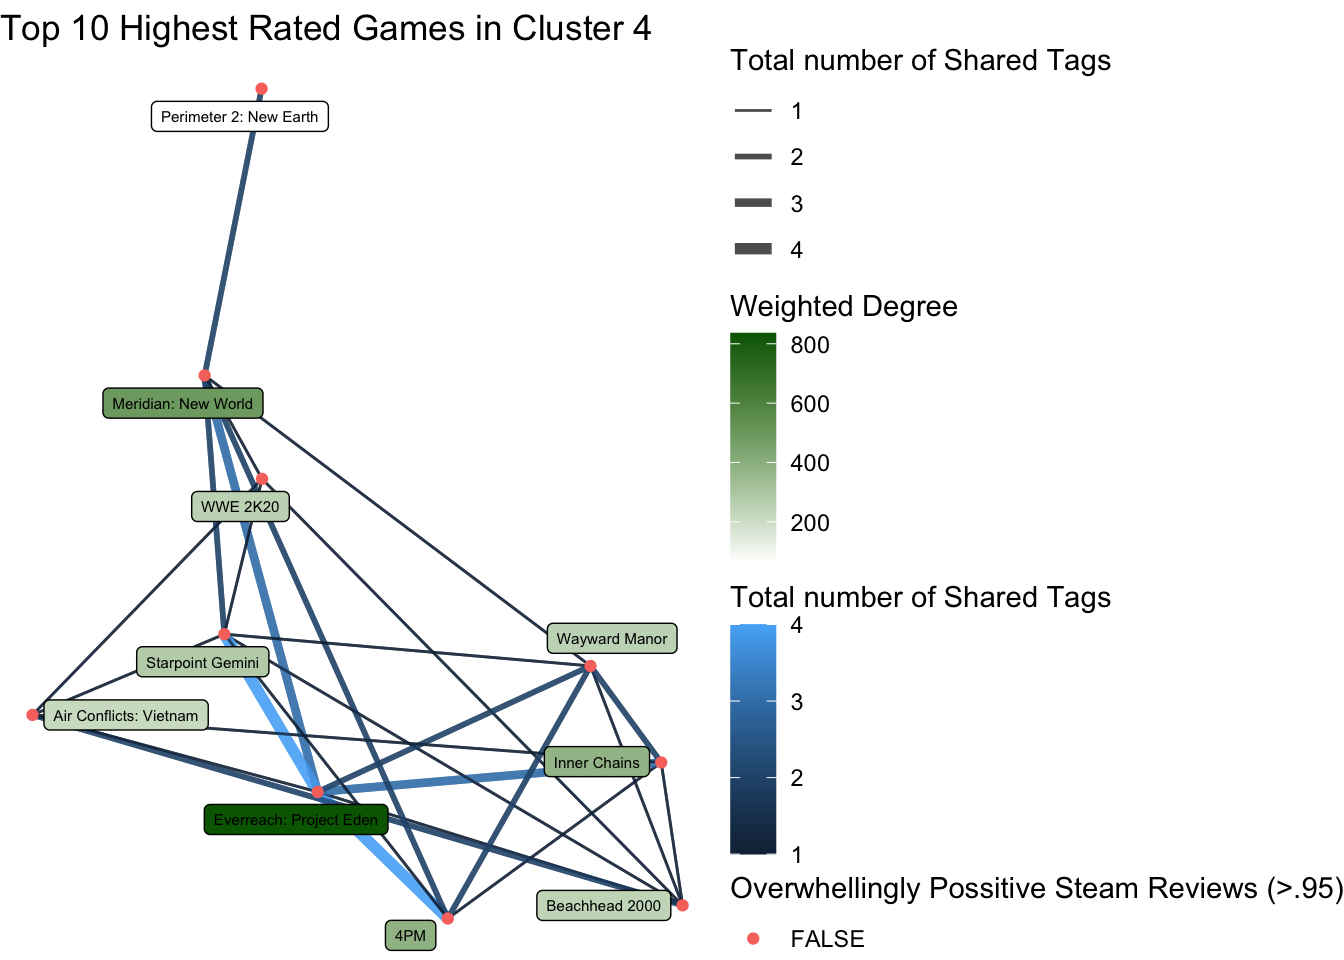 Top 10 Highest Rated Games in Cluster 4
Perimeter 2: New Earth
Meridian: New World
WWE 2K20
Wayward Manor
Starpoint Gemini
Air Conflicts: Vietnam
Inner Chains
Everreach: Project Eden
Beachhead 2000
4PM
Total number of Shared Tags
1
2
3
4
Weighted Degree
800
600
400
200
Total number of Shared Tags
4
3
2
1
Overwhellingly Possitive Steam Reviews (>.95)
FALSE